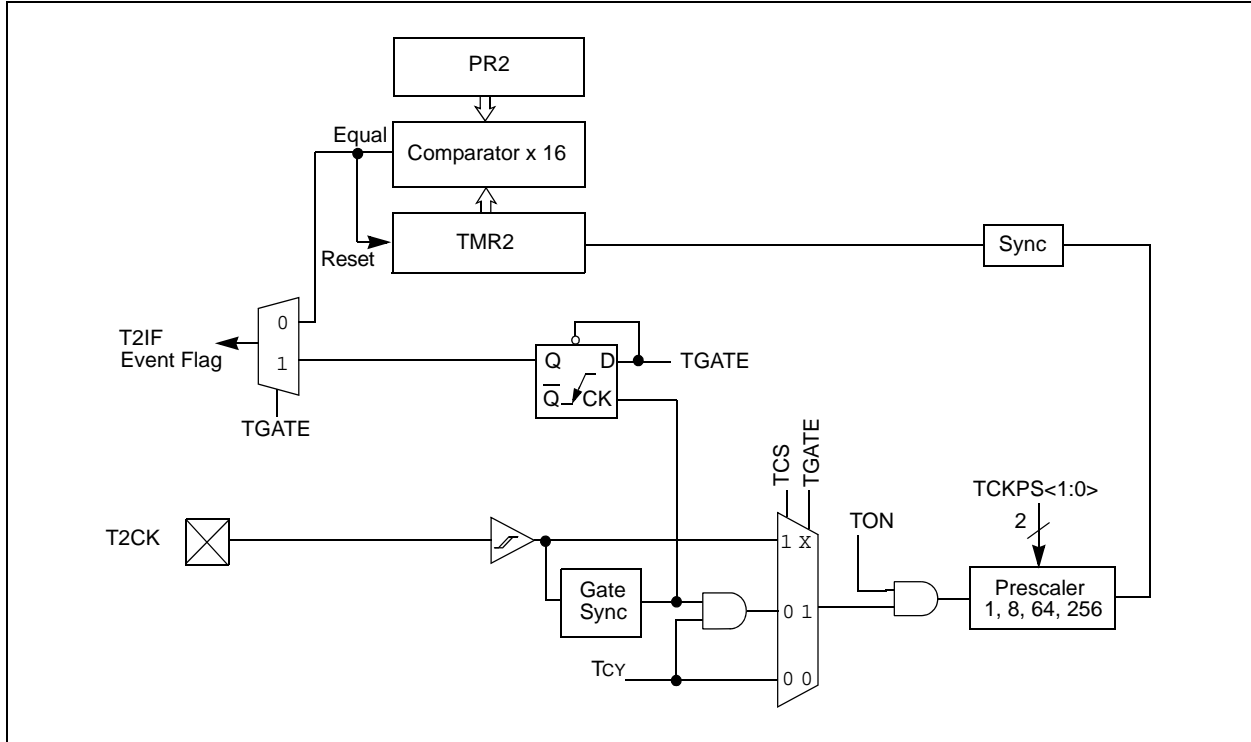 PR2
Equal
Comparator x 16
Reset
TMR2
Sync
0
T2IF
Event Flag
1
Q
D
TGATE
Q̅
CK
TGATE
TCS
TGATE
TCKPS<1:0>
2
TON
T2CK
1 X
Gate
Sync
0 1
Prescaler
1, 8, 64, 256
TCY
0 0